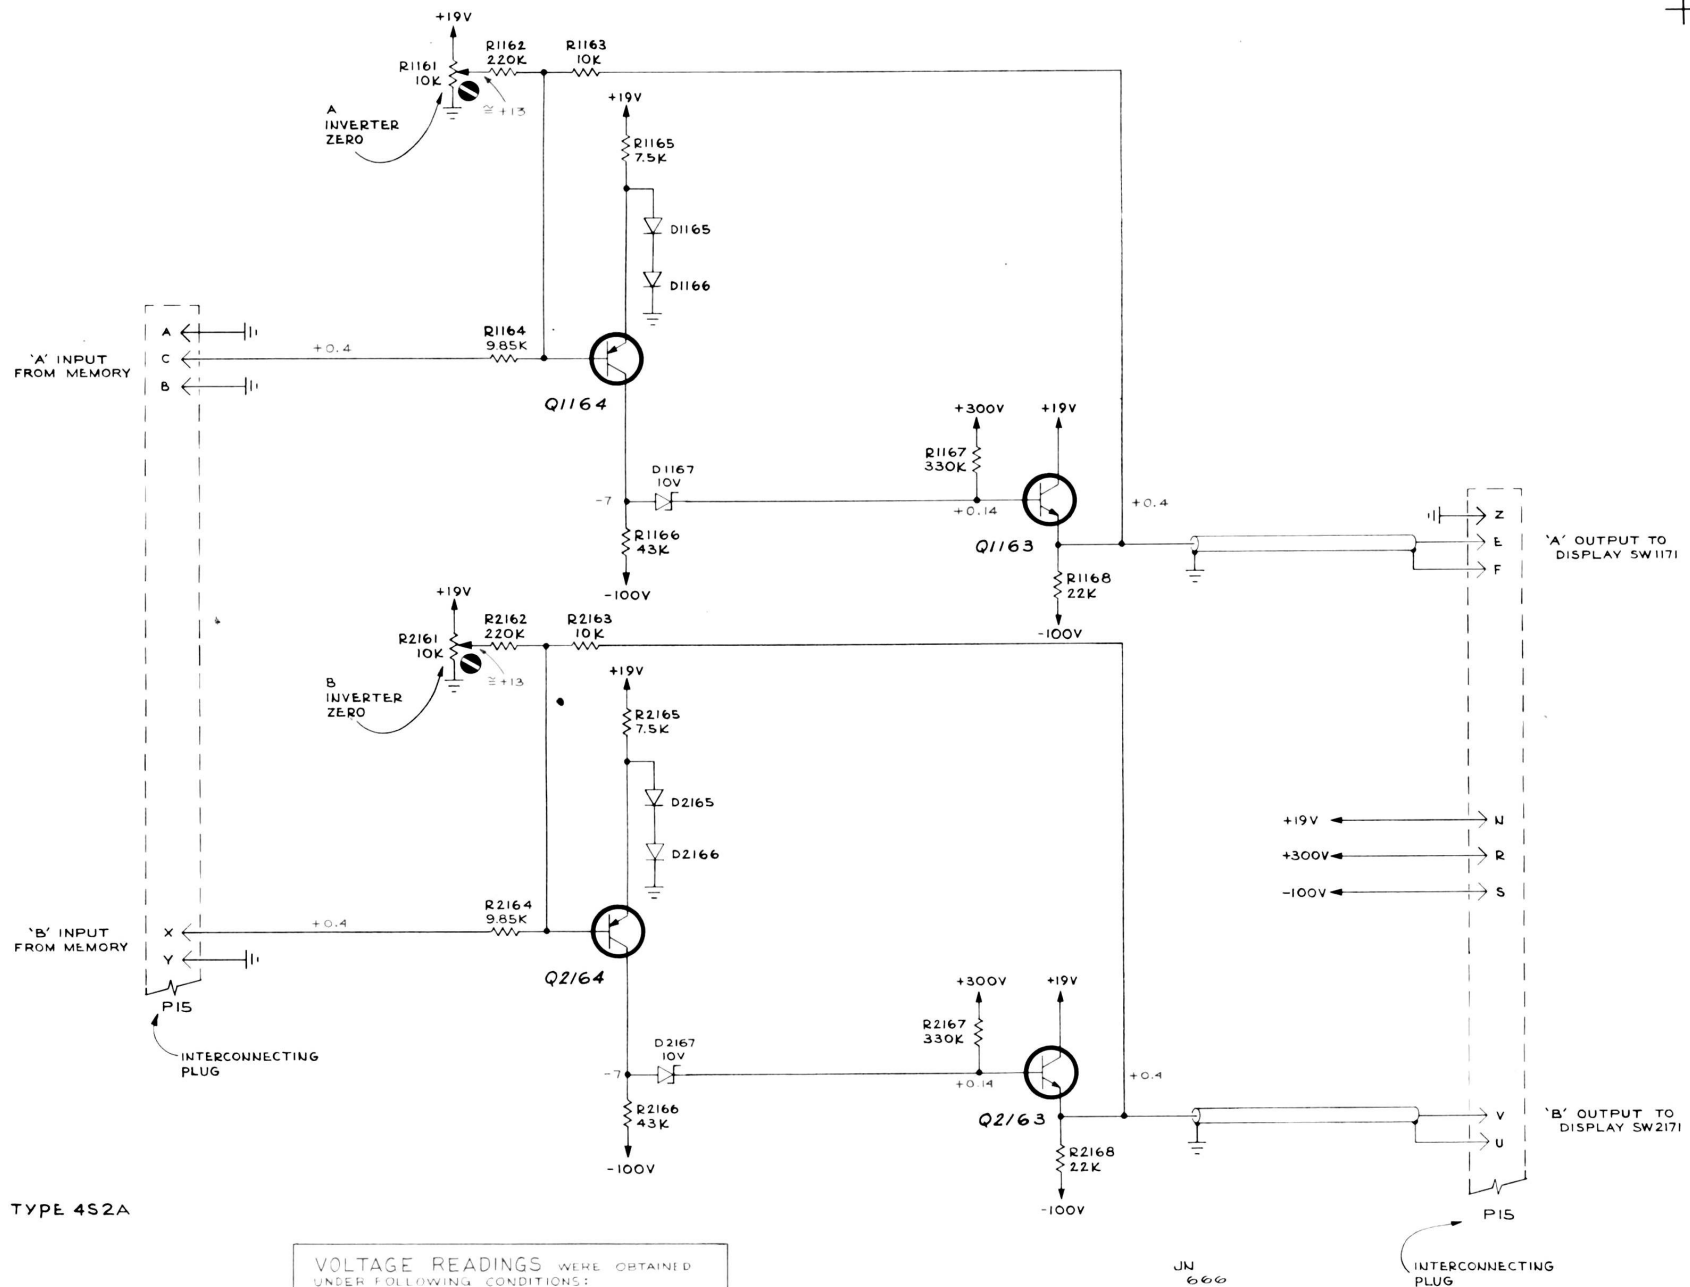 +19V
R1161
10K
R1162
220K
R1163
10K
≅ +13
A
INVERTER
ZERO
+19V
R1165
7.5K
D1165
D1166
A
C
B
'A' INPUT
FROM MEMORY
+0.4
R1164
9.85K
Q1164
+300V
+19V
R1167
330K
D1167
10V
-7
+0.14
+0.4
Q1163
R1166
43K
-100V
R1168
22K
-100V
Z
E
F
'A' OUTPUT TO
DISPLAY SW1171
+19V
R2161
10K
R2162
220K
R2163
10K
≅ +13
B
INVERTER
ZERO
+19V
R2165
7.5K
D2165
D2166
+19V
N
+300V
R
-100V
S
'B' INPUT
FROM MEMORY
X
Y
+0.4
R2164
9.85K
Q2164
P15
INTERCONNECTING
PLUG
+300V
+19V
R2167
330K
D2167
10V
-7
+0.14
+0.4
Q2163
R2166
43K
-100V
R2168
22K
-100V
V
U
'B' OUTPUT TO
DISPLAY SW2171
P15
INTERCONNECTING
PLUG
TYPE 4S2A
VOLTAGE READINGS WERE OBTAINED
UNDER FOLLOWING CONDITIONS:
JN
666